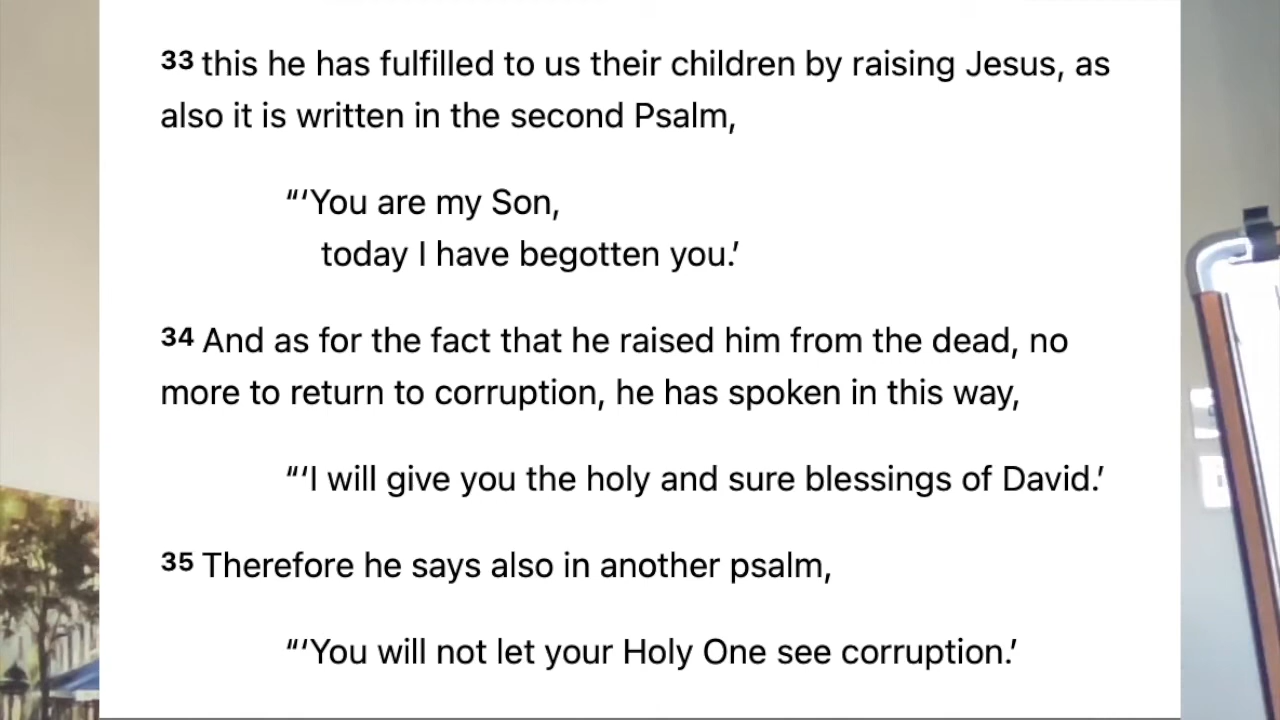 33 this he has fulfilled to us their children by raising Jesus, as
also it is written in the second Psalm,
“‘You are my Son,
today I have begotten you.’
34 And as for the fact that he raised him from the dead, no
more to return to corruption, he has spoken in this way,
“‘I will give you the holy and sure blessings of David.’
35 Therefore he says also in another psalm,
“‘You will not let your Holy One see corruption.’